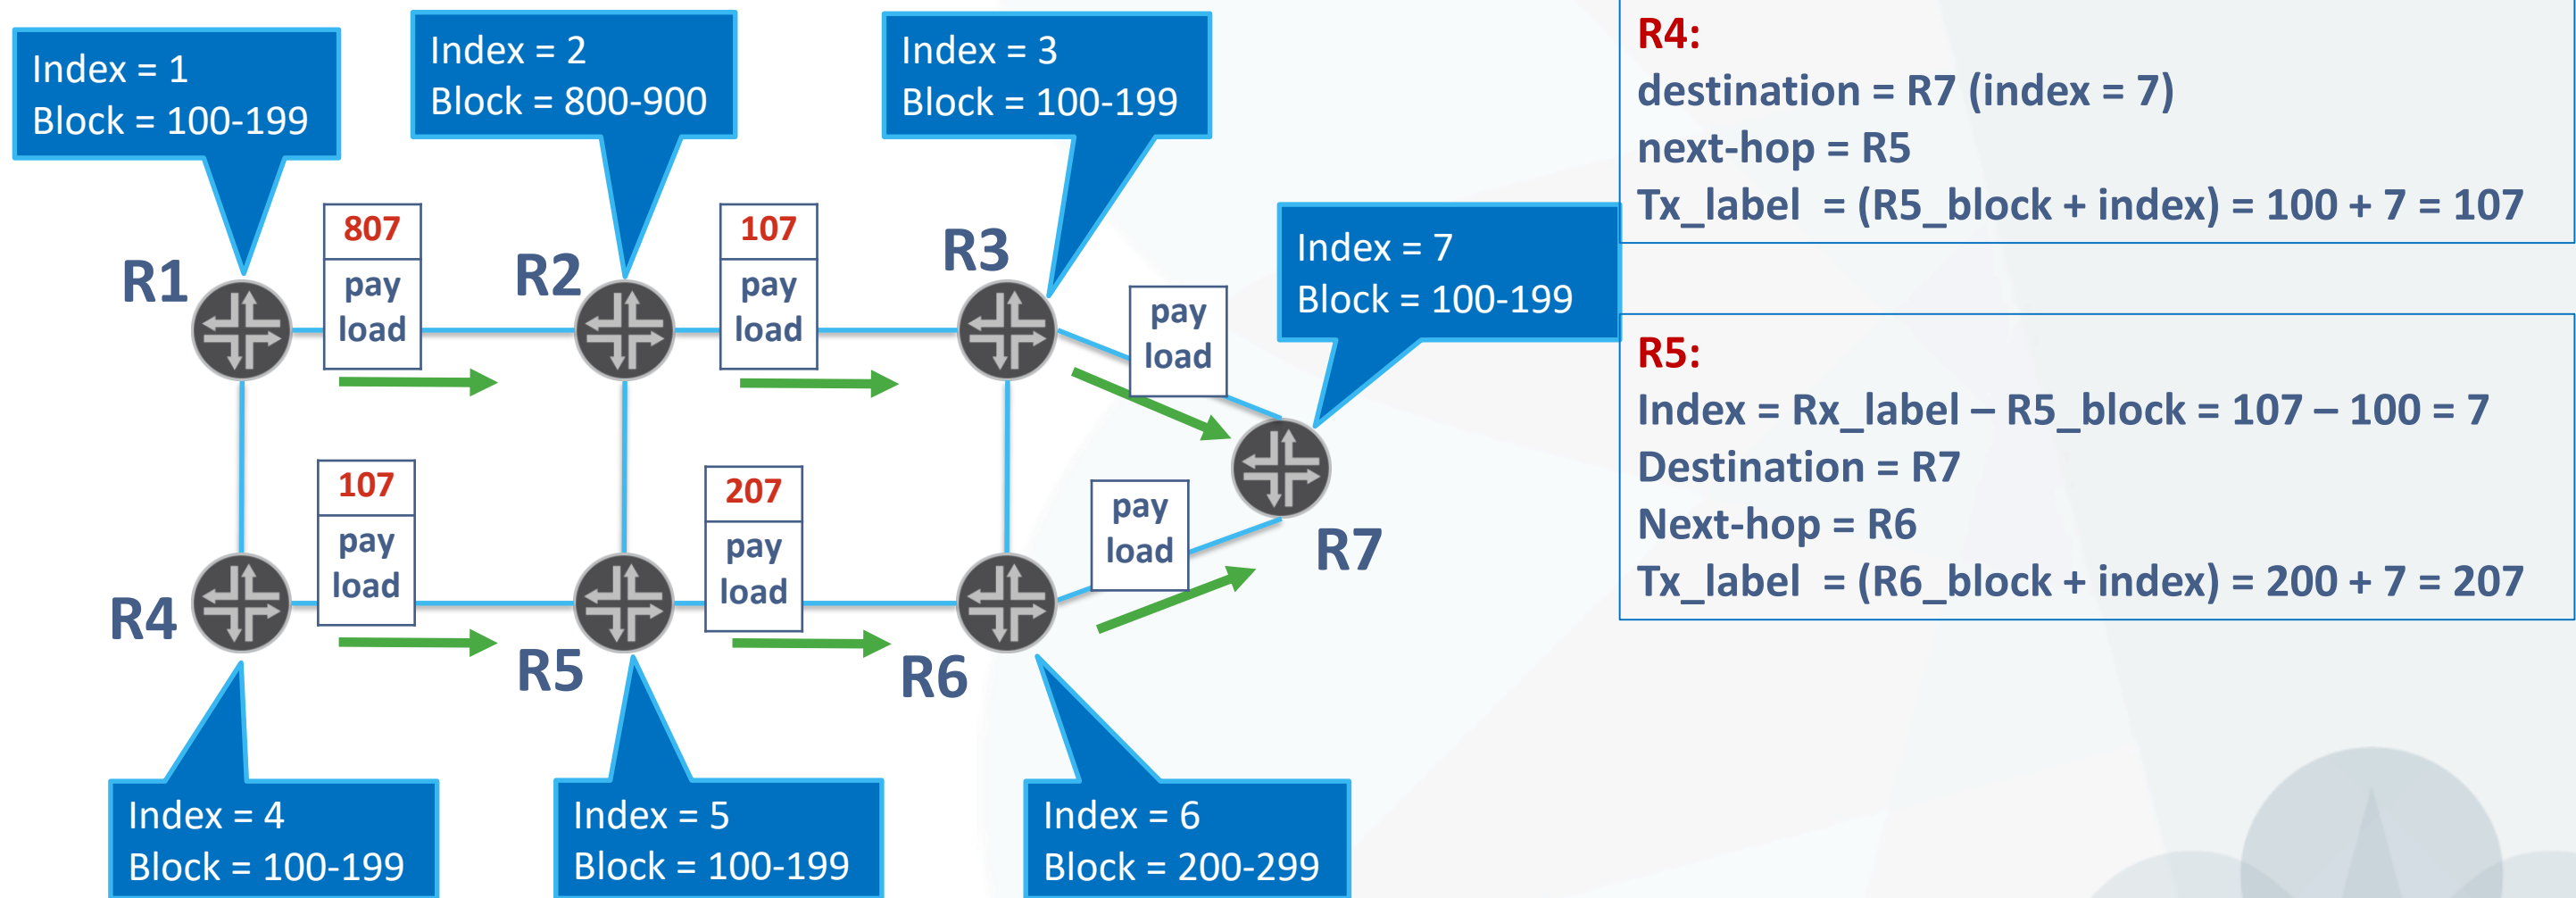 Index = 1
Block = 100-199
Index = 2
Block = 800-900
Index = 3
Block = 100-199
R4:
destination = R7 (index = 7)
next-hop = R5
Tx_label = (R5_block + index) = 100 + 7 = 107
R1
807
pay
load
R2
107
pay
load
R3
pay
load
Index = 7
Block = 100-199
R5:
Index = Rx_label – R5_block = 107 – 100 = 7
Destination = R7
Next-hop = R6
Tx_label = (R6_block + index) = 200 + 7 = 207
R4
107
pay
load
R5
207
pay
load
R6
pay
load
R7
Index = 4
Block = 100-199
Index = 5
Block = 100-199
Index = 6
Block = 200-299